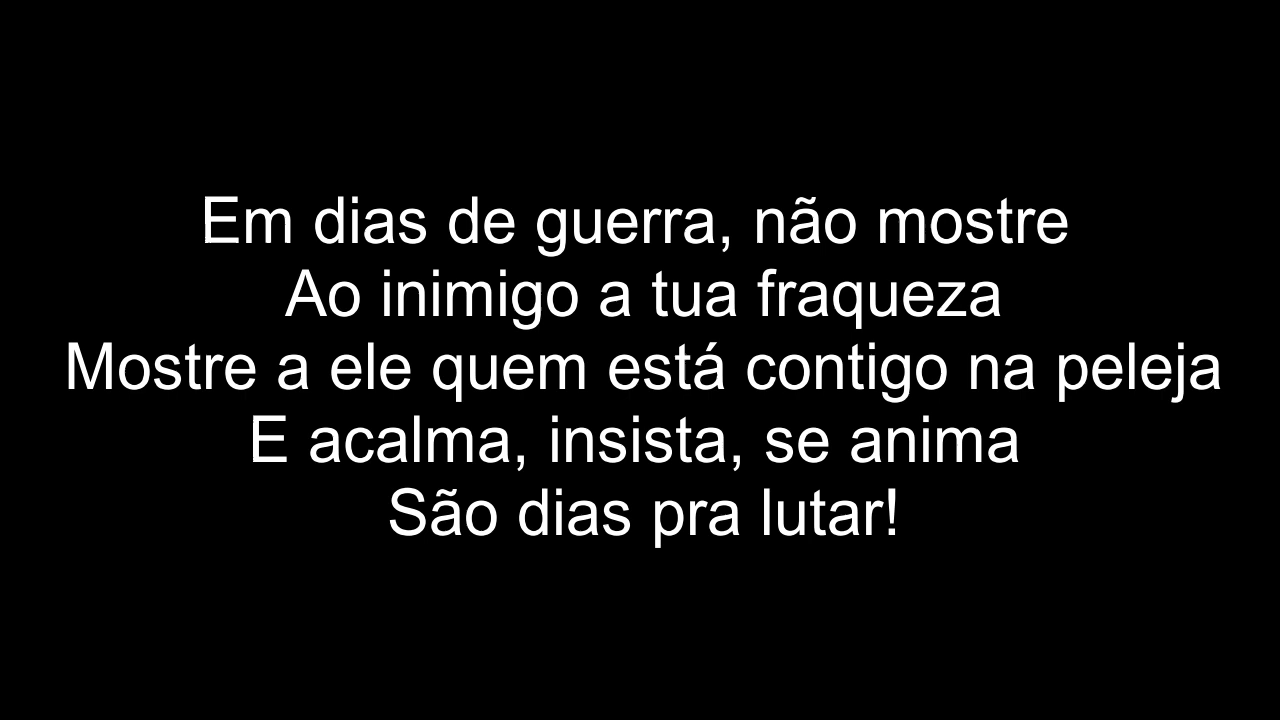 Em dias de guerra, não mostre
Ao inimigo a tua fraqueza
Mostre a ele quem está contigo na peleja
E acalma, insista, se anima
São dias pra lutar!